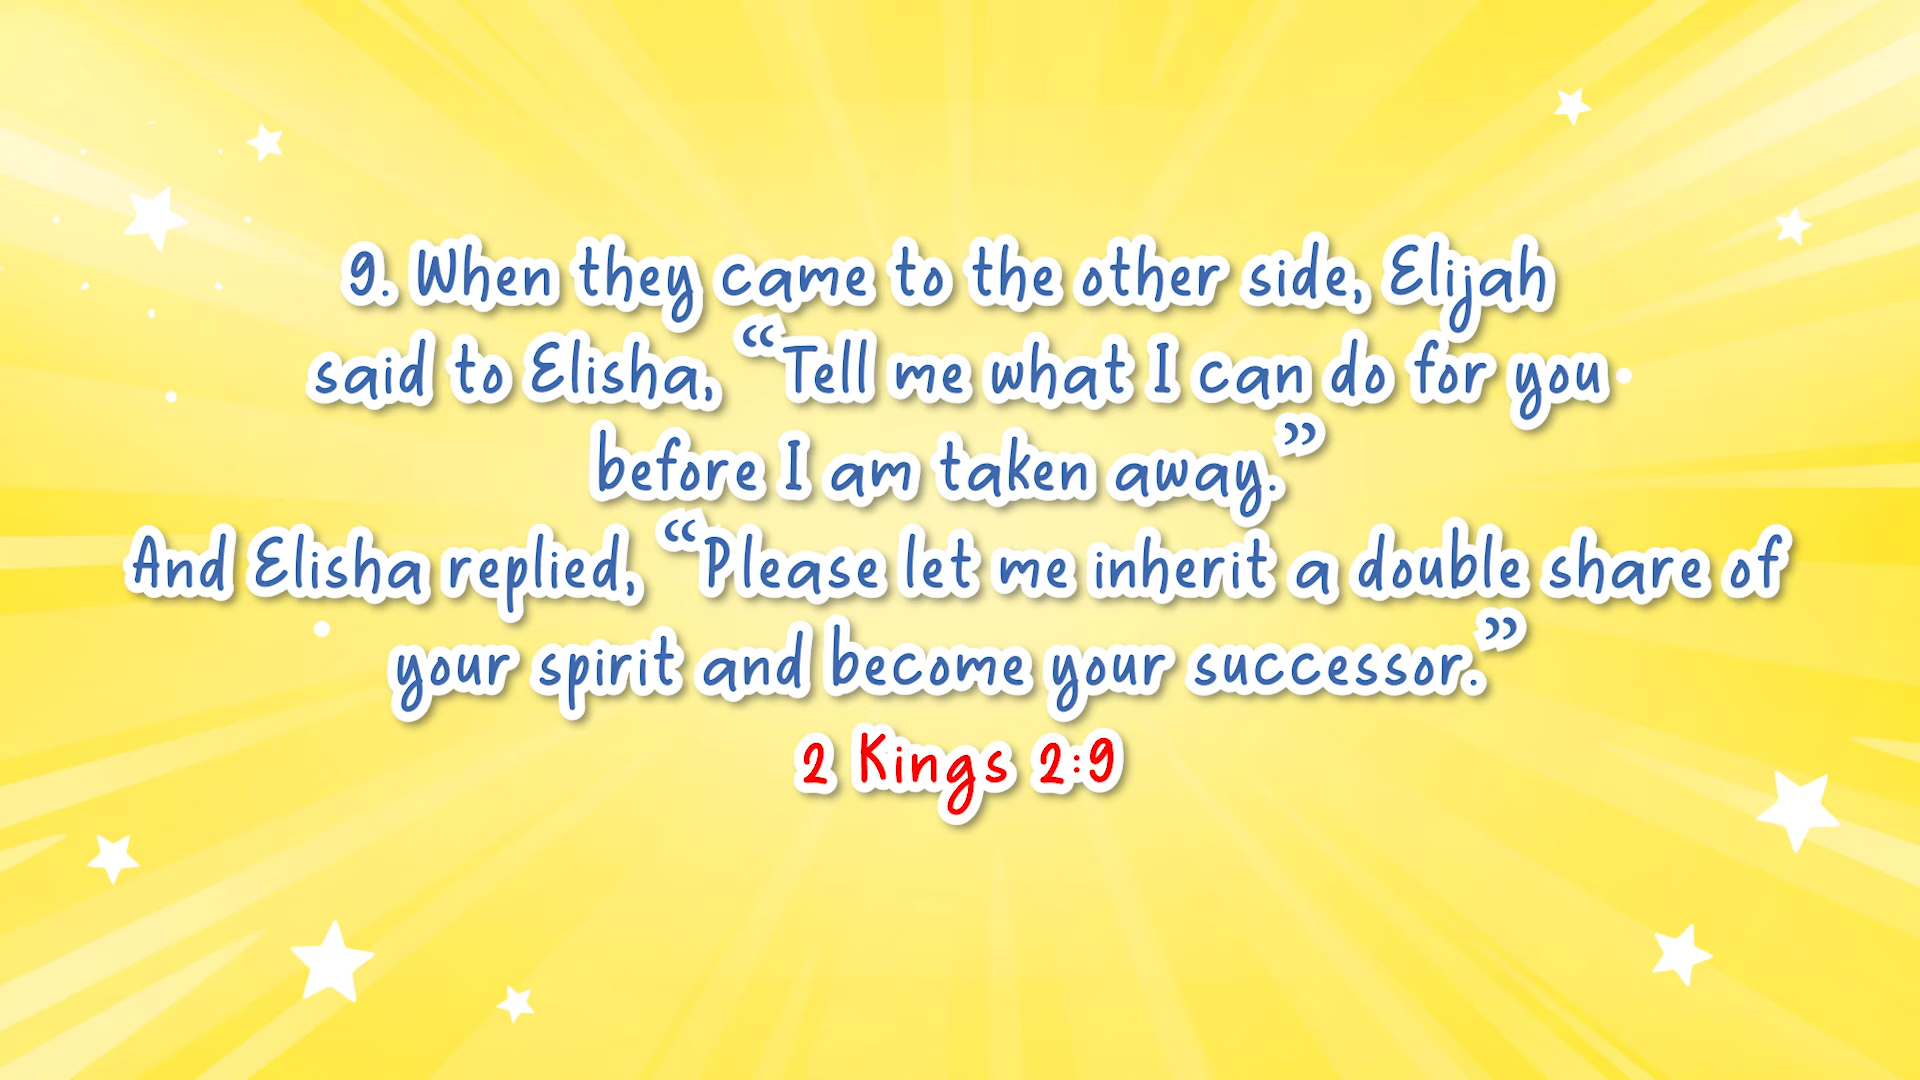 9. When they came to the other side, Elijah
said to Elisha, “Tell me what I can do for you
before I am taken away.”
And Elisha replied, “Please let me inherit a double share of
your spirit and become your successor.”
2 Kings 2:9